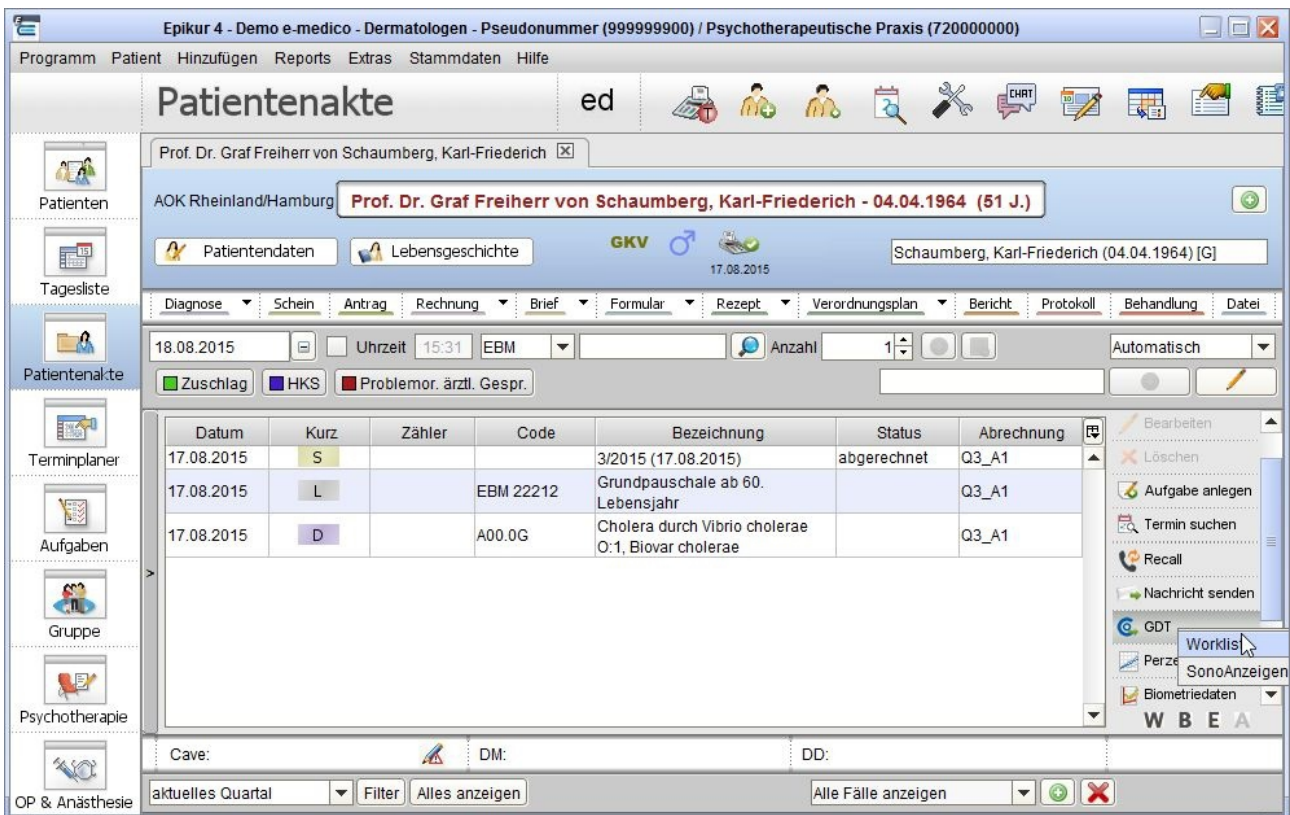 Epikur 4 - Demo e-medico - Dermatologen - Pseudonummer (999999900) / Psychotherapeutische Praxis (720000000)
Programm Patient Hinzufügen Reports Extras Stammdaten Hilfe
Patientenakte
ed
CHAT
Prof. Dr. Graf Freiherr von Schaumberg, Karl-Friederich
Patienten
AOK Rheinland/Hamburg Prof. Dr. Graf Freiherr von Schaumberg, Karl-Friederich - 04.04.1964 (51 J.)
Patientendaten Lebensgeschichte GKV
17.08.2015
Schaumberg, Karl-Friederich (04.04.1964) [G]
Tagesliste
Diagnose Schein Antrag Rechnung Brief Formular Rezept Verordnungsplan Bericht Protokoll Behandlung Datei
18.08.2015 Uhrzeit 15:31 EBM Anzahl 1 Automatisch
Patientenakte
Zuschlag HKS Problemor. ärztl. Gespr.
Datum Kurz Zähler Code Bezeichnung Status Abrechnung
17.08.2015 S 3/2015 (17.08.2015) abgerechnet Q3_A1
17.08.2015 L EBM 22212 Grundpauschale ab 60. Lebensjahr Q3_A1
17.08.2015 D A00.0G Cholera durch Vibrio cholerae O:1, Biovar cholerae Q3_A1
Terminplaner
Aufgaben
Gruppe
Psychotherapie
OP & Anästhesie
Bearbeiten
Löschen
Aufgabe anlegen
Termin suchen
Recall
Nachricht senden
GDT
Worklist
Perze
SonoAnzeigen
Biometriedaten
W B E A
Cave: DM: DD:
aktuelles Quartal Filter Alles anzeigen Alle Fälle anzeigen